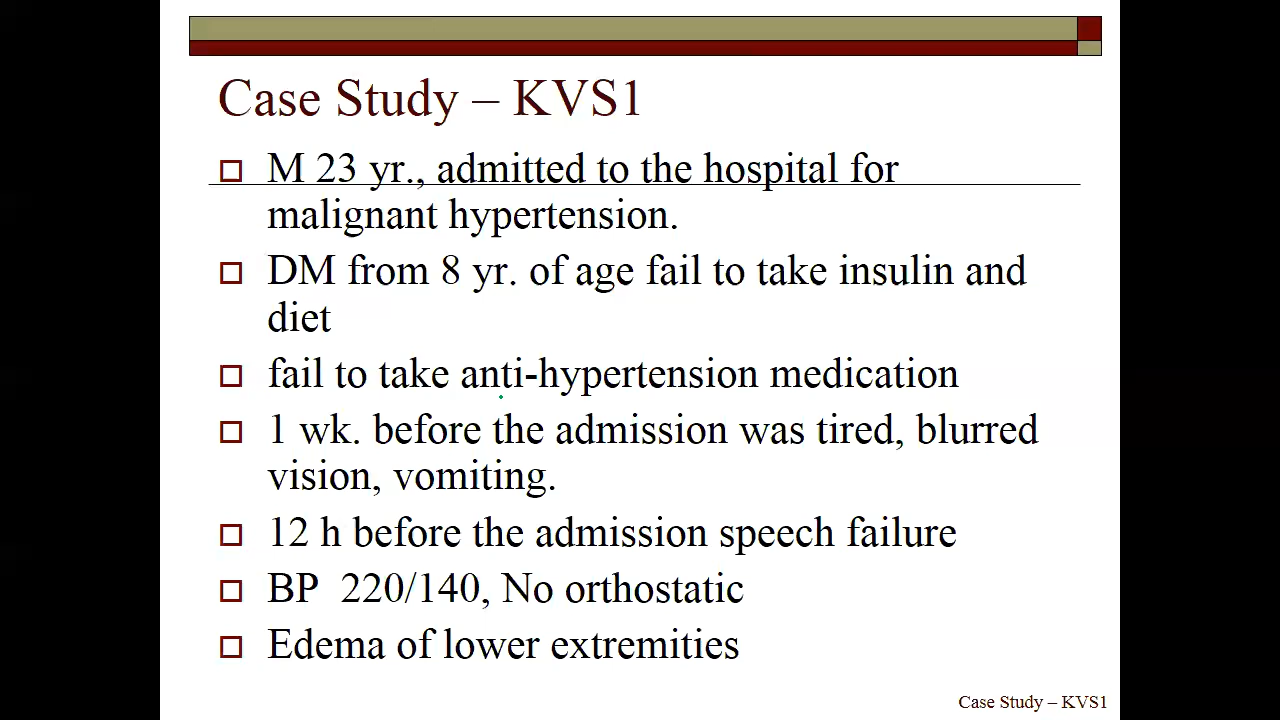 Case Study – KVS1
M 23 yr., admitted to the hospital for
malignant hypertension.
DM from 8 yr. of age fail to take insulin and
diet
fail to take anti-hypertension medication
1 wk. before the admission was tired, blurred
vision, vomiting.
12 h before the admission speech failure
BP  220/140, No orthostatic
Edema of lower extremities
Case Study – KVS1